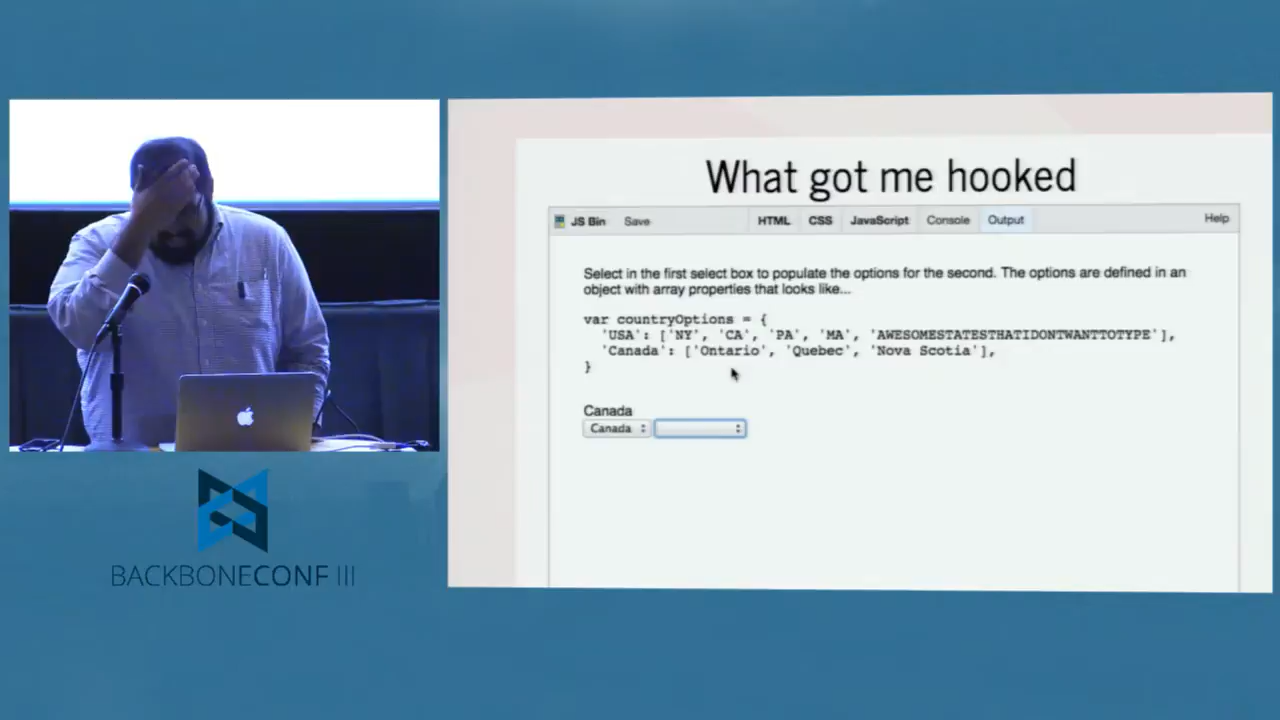 What got me hooked
JS Bin Save HTML CSS JavaScript Console Output Help
Select in the first select box to populate the options for the second. The options are defined in an
object with array properties that looks like...
var countryOptions = {
'USA': ['NY', 'CA', 'PA', 'MA', 'AWESOMESTATESTHATIDONTWANTTOTYPE'],
'Canada': ['Ontario', 'Quebec', 'Nova Scotia'],
}
Canada
Canada
BACKBONECONF III